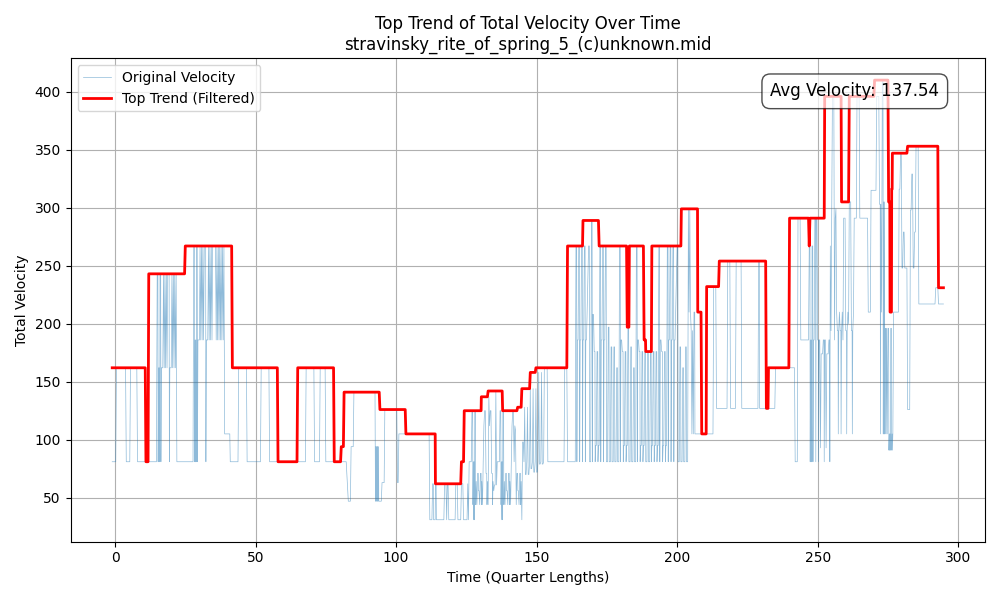 Top Trend of Total Velocity Over Time
stravinsky_rite_of_spring_5_(c)unknown.mid
Original Velocity
Top Trend (Filtered)
Avg Velocity: 137.54
Total Velocity
400
350
300
250
200
150
100
50
0 50 100 150 200 250 300
Time (Quarter Lengths)